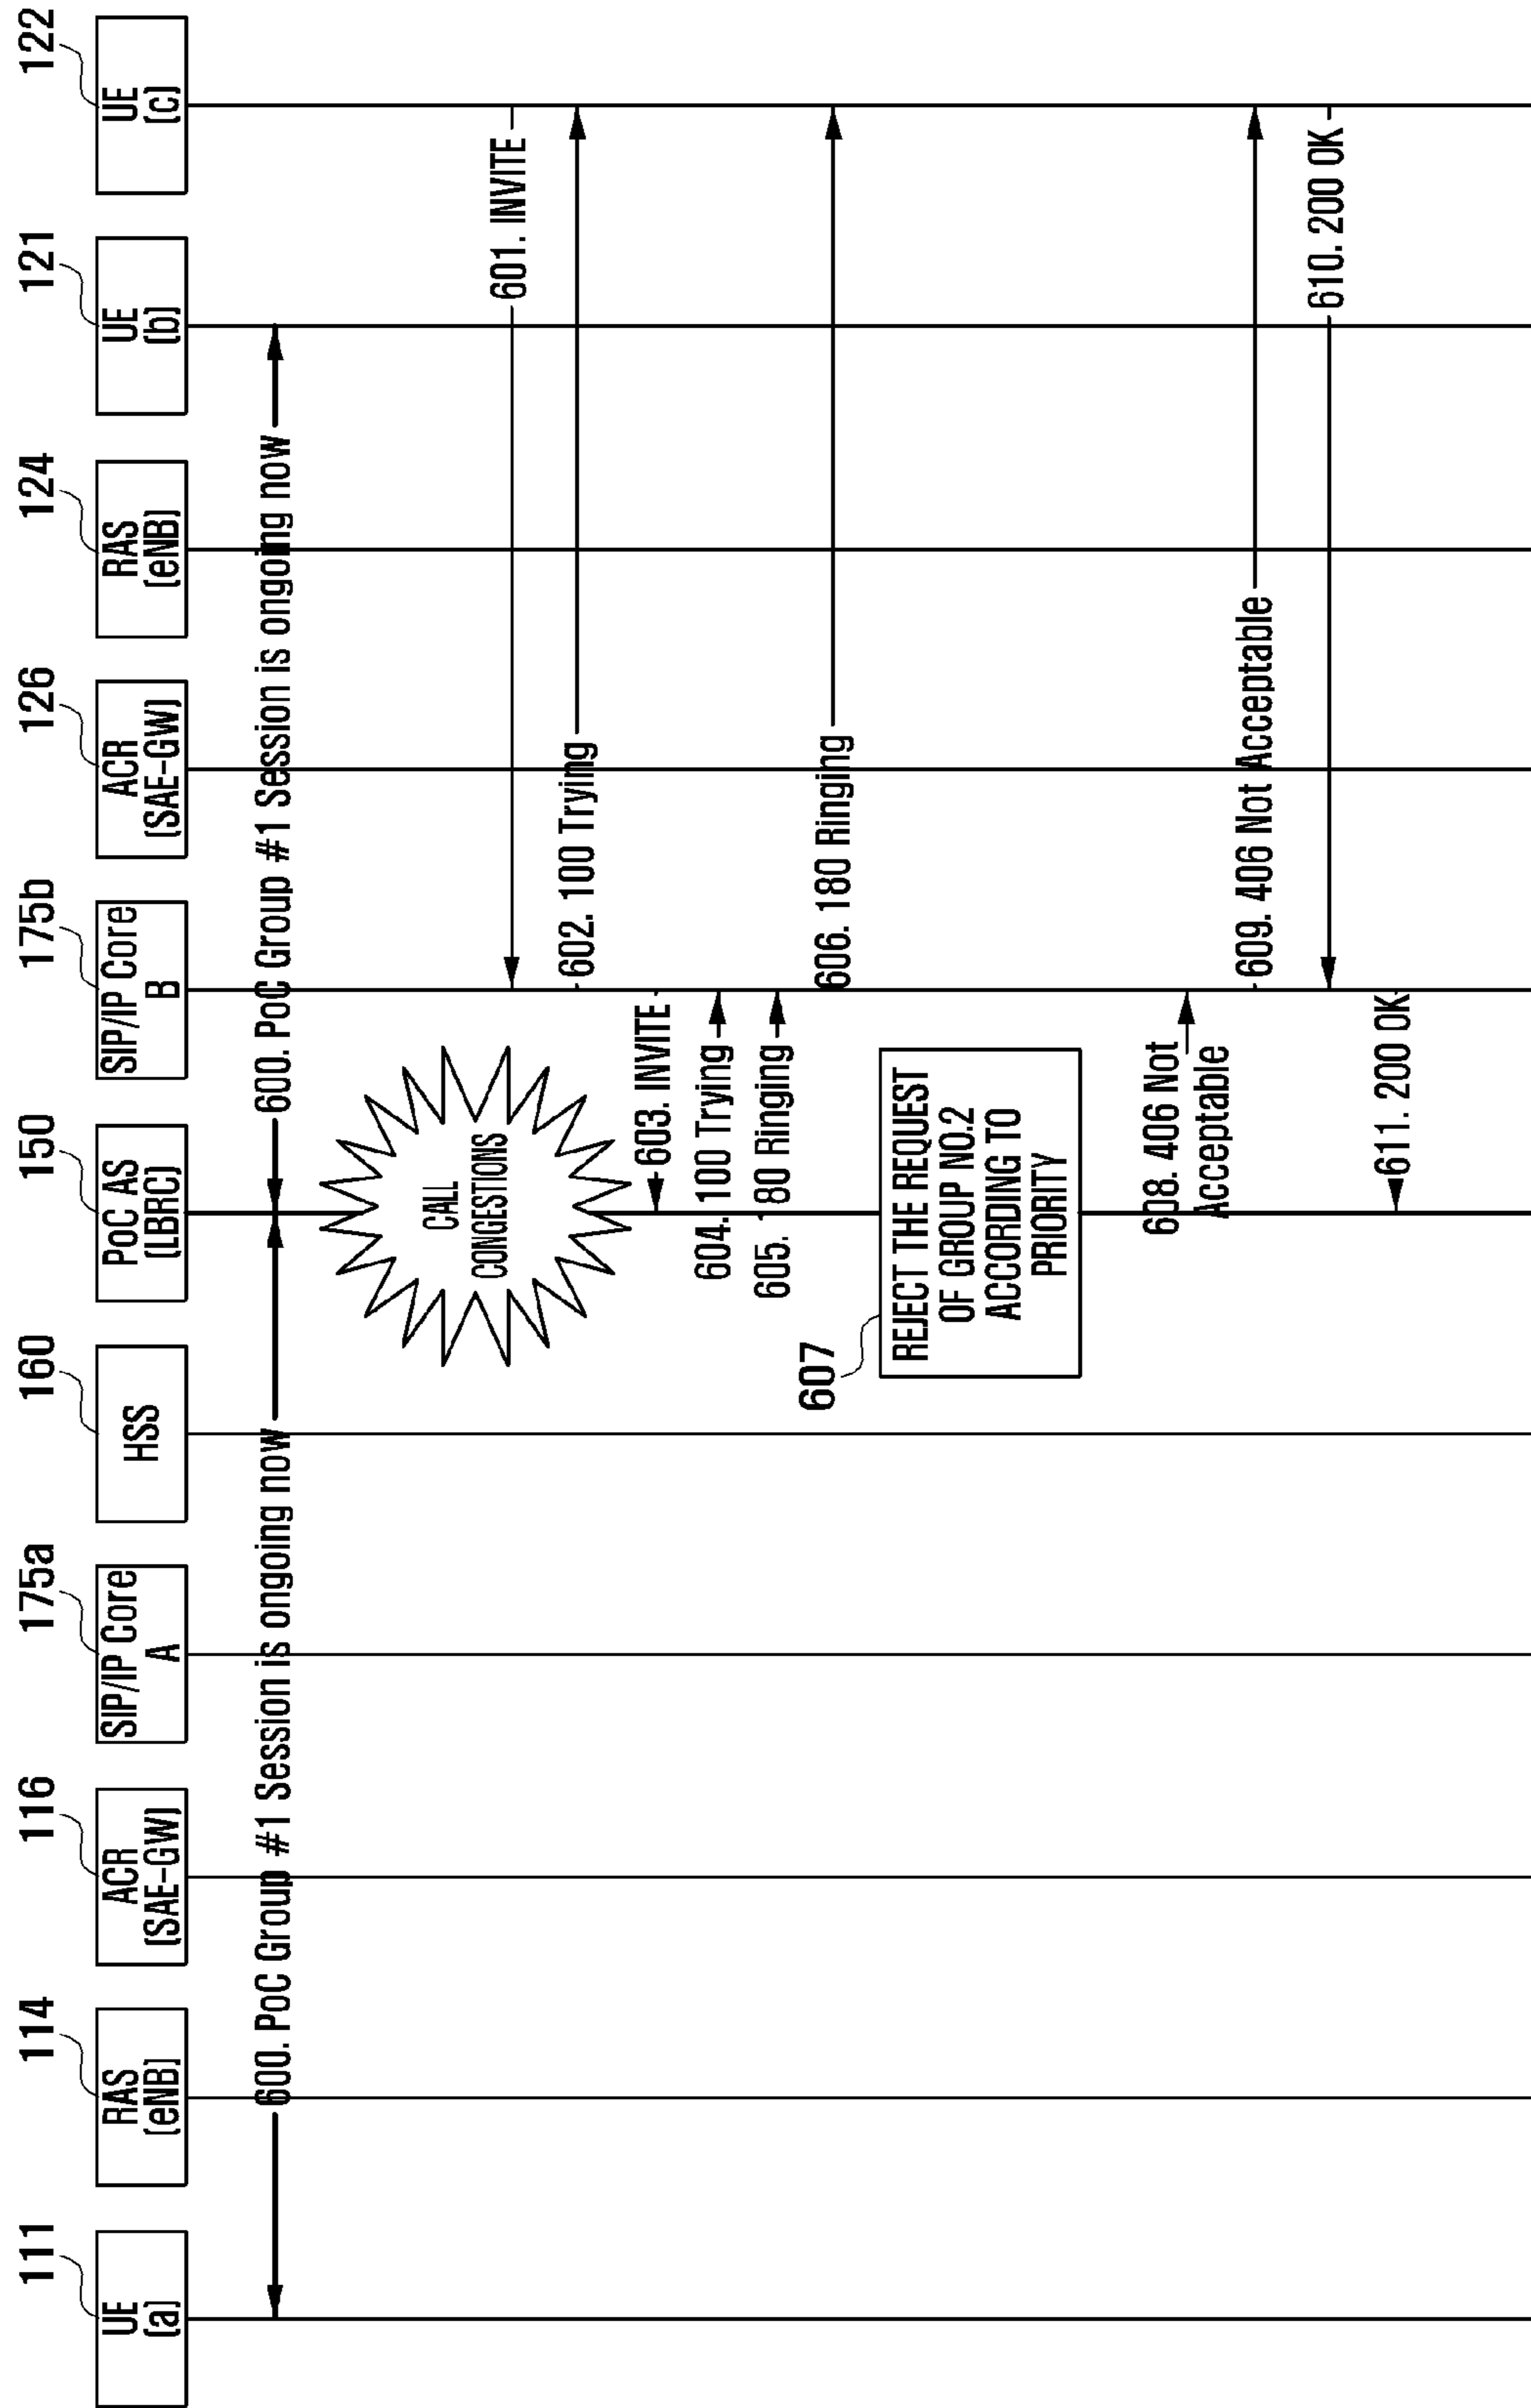 111
UE
(a)
114
RAS
(eNB)
116
ACR
(SAE-GW)
175a
SIP/IP Core
A
160
HSS
150
PoC AS
(LBRC)
175b
SIP/IP Core
B
126
ACR
(SAE-GW)
124
RAS
(eNB)
121
UE
(b)
122
UE
(c)
600. PoC Group #1 Session is ongoing now
600. PoC Group #1 Session is ongoing now
CALL
CONGESTIONS
601. INVITE
602. 100 Trying
603. INVITE
604. 100 Trying
605. 180 Ringing
606. 180 Ringing
607
REJECT THE REQUEST
OF GROUP NO.2
ACCORDING TO
PRIORITY
608. 406 Not
Acceptable
609. 406 Not Acceptable
610. 200 OK
611. 200 OK